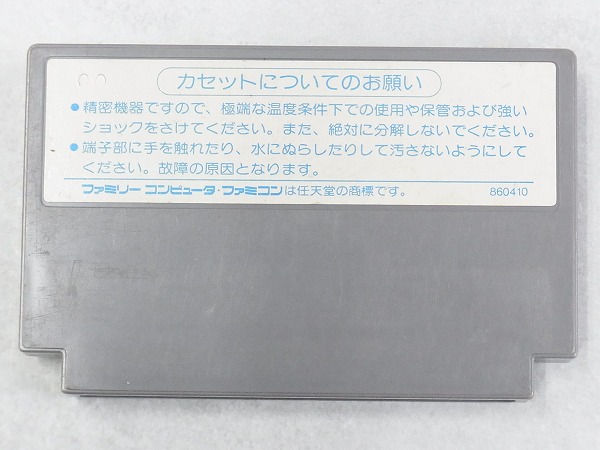 カセットについてのお願い
●精密機器ですので、極端な温度条件下での使用や保管および強い
ショックをさけてください。また、絶対に分解しないでください。
●端子部に手を触れたり、水にぬらしたりして汚さないようにして
ください。故障の原因となります。
ファミリー コンピュータ・ファミコンは任天堂の商標です。 860410